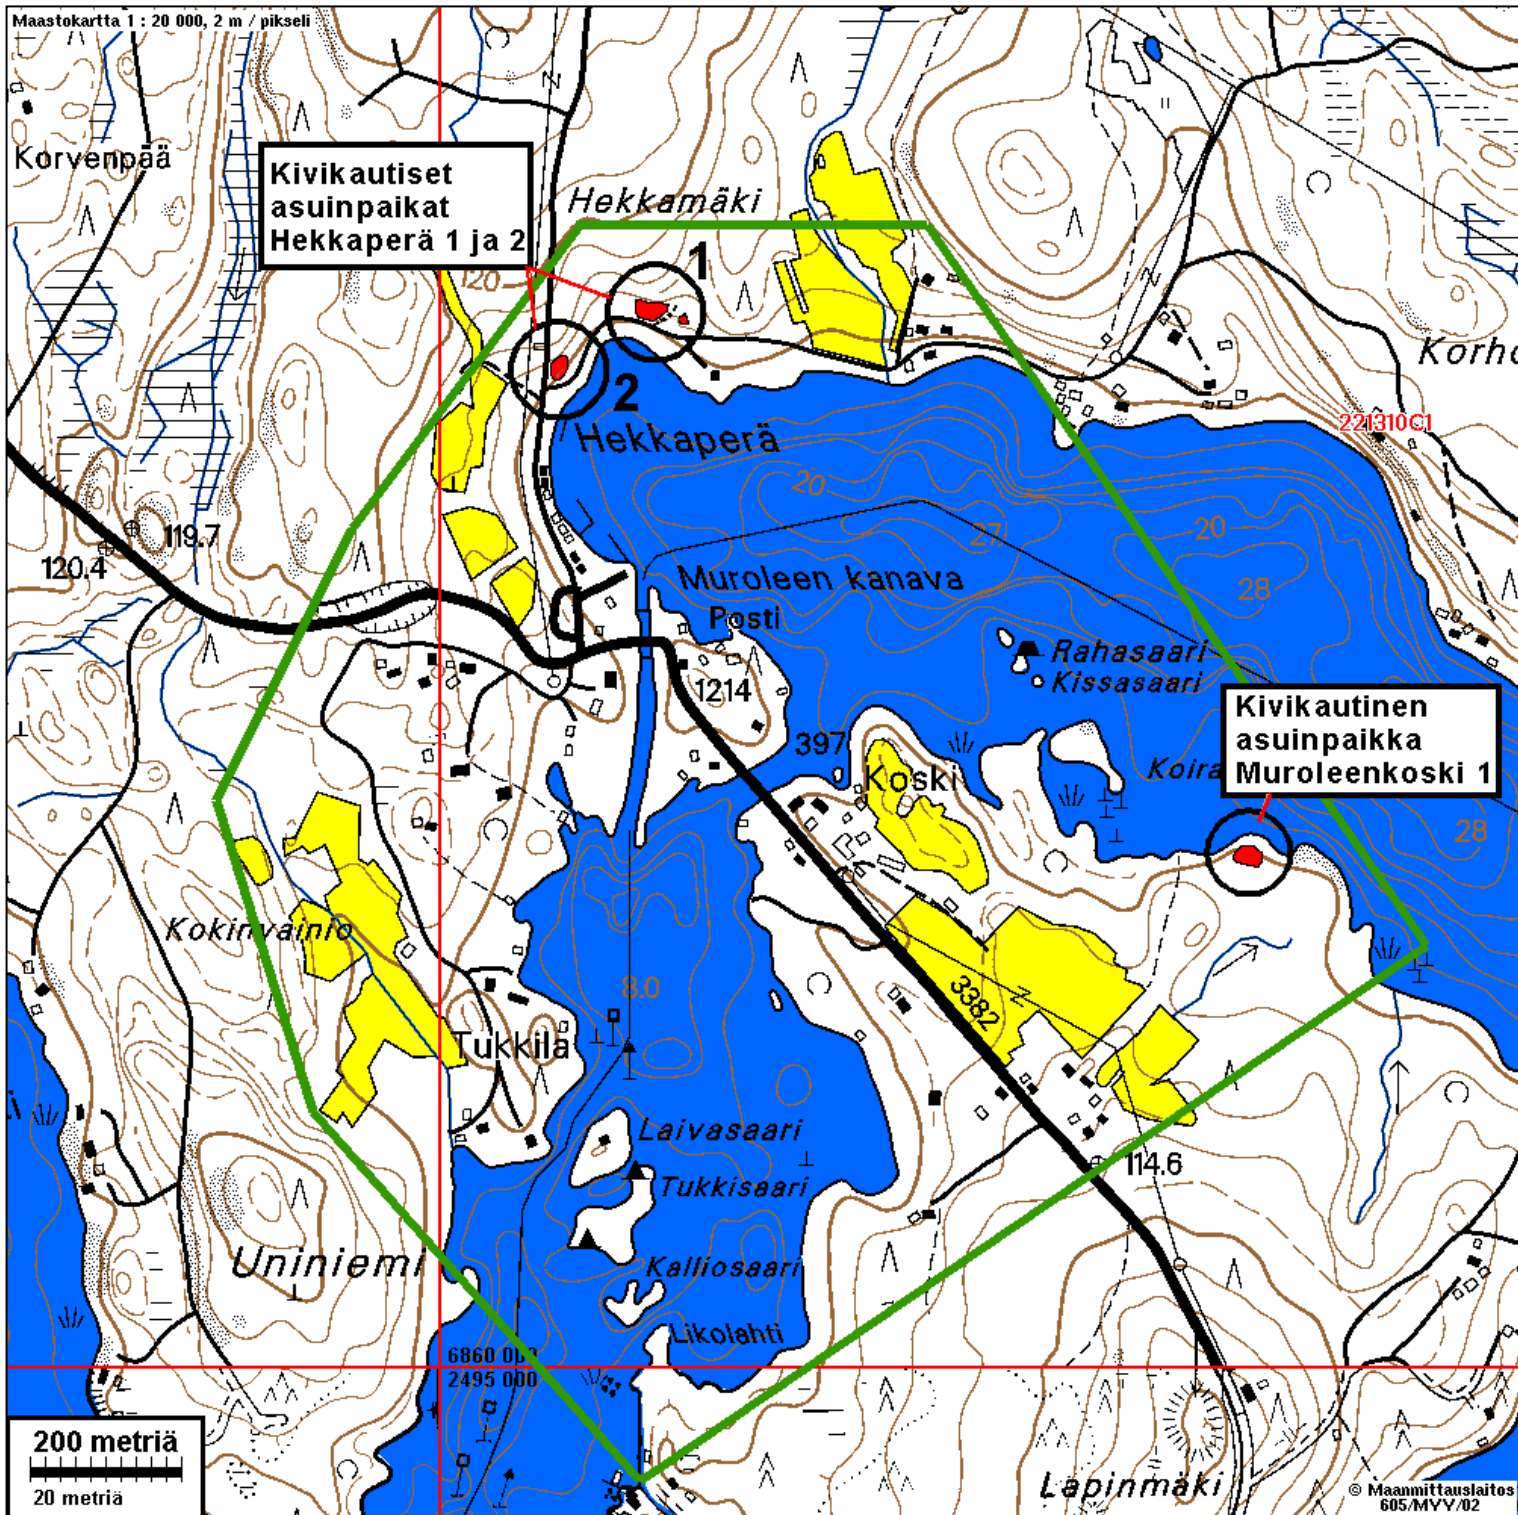 Maastokartta 1 : 20 000, 2 m / pikseli
Korvenpää
Kivikautiset
asuinpaikat
Hekkaperä 1 ja 2
Hekkamäki
120
1
2
Hekkaperä
Korho
221310C1
20
27
20
28
119.7
120.4
Muroleen kanava
Posti
Rahasaari
Kissasaari
1214
397
Koski
Koira
Kivikautinen
asuinpaikka
Muroleenkoski 1
28
Kokinvainio
8.0
3382
Tukkila
Laivasaari
114.6
Tukkisaari
Uniniemi
Kalliosaari
Likolahti
6860 000
2495 000
200 metriä
20 metriä
Lapinmäki
© Maanmittauslaitos
605/MVV/02